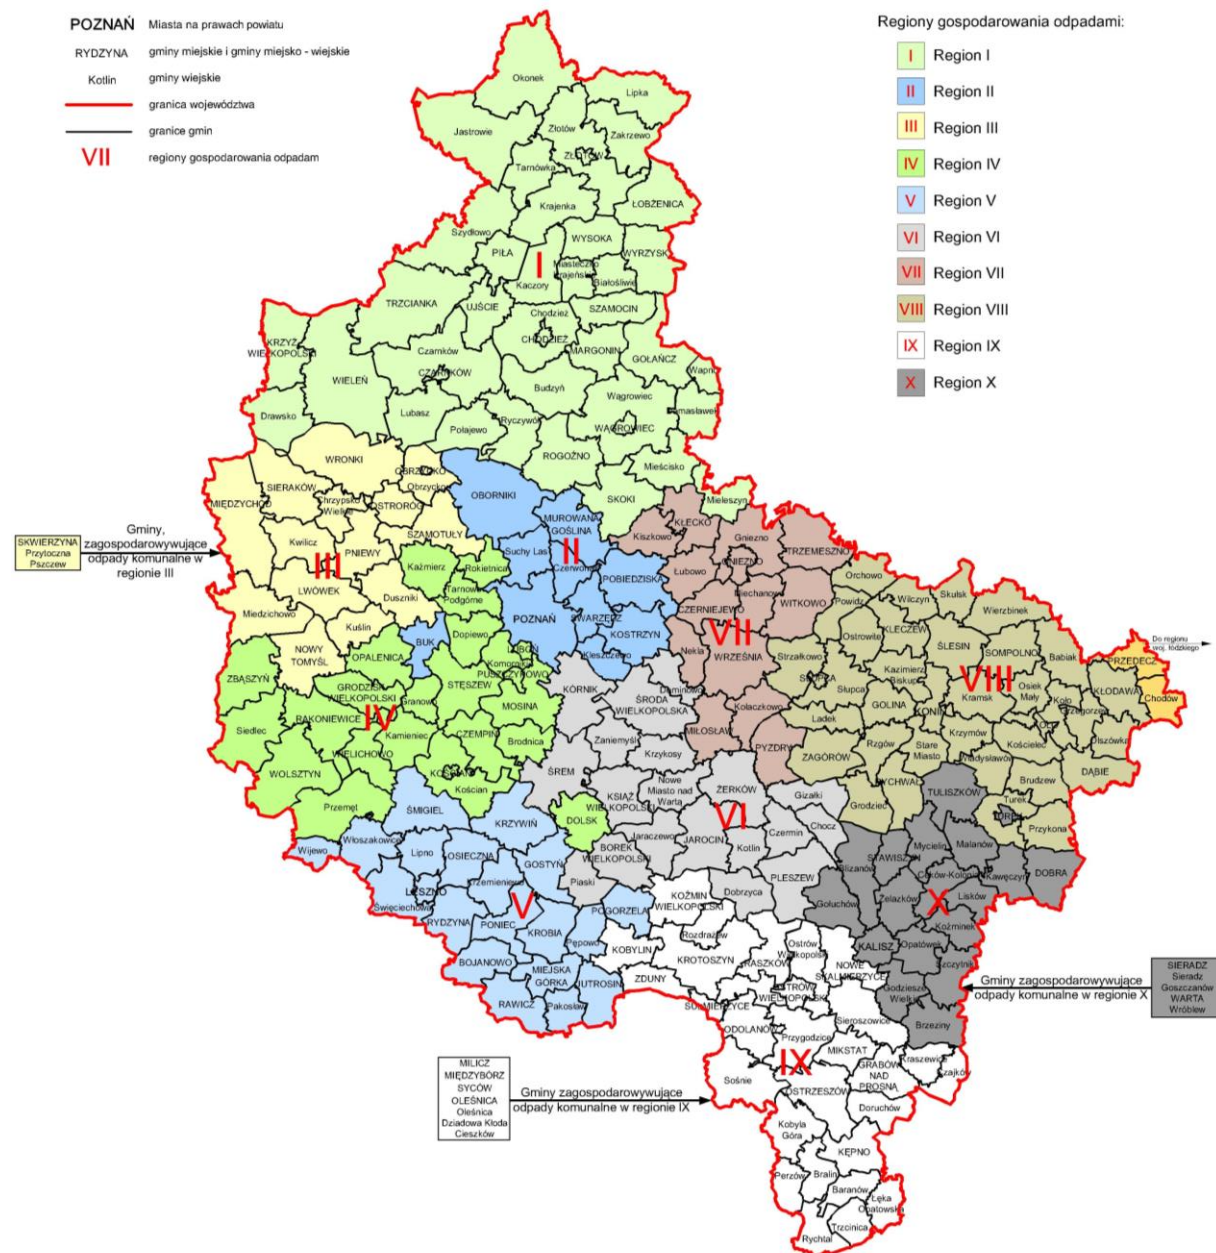 POZNAŃ Miasta na prawach powiatu
RYDZYNA gminy miejskie i gminy miejsko - wiejskie
Kotlin gminy wiejskie
granica województwa
granice gmin
VII regiony gospodarowania odpadam
Regiony gospodarowania odpadami:
I Region I
II Region II
III Region III
IV Region IV
V Region V
VI Region VI
VII Region VII
VIII Region VIII
IX Region IX
X Region X
Okonek
Lipka
Jastrowie
Złotów
Zakrzewo
ZŁOTÓW
Tarnówka
Krajenka
ŁOBŻENICA
Szydłowo
WYSOKA
PIŁA
WYRZYSK
I
Miasteczko
Krajeńskie
Kaczory
Białośliwie
TRZCIANKA
UJŚCIE
Chodzież
SZAMOCIN
CHODZIEŻ
KRZYŻ
WIELKOPOLSKI
Czarnków
MARGONIN
GOŁAŃCZ
CZARNKÓW
Wapno
WIELEŃ
Budzyń
Wągrowiec
Damasławek
Drawsko
Lubasz
Ryczywół
Połajewo
WĄGROWIEC
ROGOŹNO
Mieścisko
SKOKI
Mieleszyn
WRONKI
OBRZYCKO
Obrzycko
SIERAKÓW
MIĘDZYCHÓD
Chrzypsko
Wielkie
OSTRORÓG
SZAMOTUŁY
Kwilicz
PNIEWY
III
LWÓWEK
Duszniki
Miedzichowo
Kuślin
NOWY
TOMYŚL
Gminy,
zagospodarowywujące
odpady komunalne w
regionie III
SKWIERZYNA
Przytoczna
Pszczew
OBORNIKI
MUROWANA
GOŚLINA
Suchy Las
II
Czerwonak
POBIEDZISKA
POZNAŃ
SWARZĘDZ
KOSTRZYN
Kleszczewo
BUK
Kaźmierz
Rokietnica
Tarnowo
Podgórne
Dopiewo
LUBOŃ
Komorniki
PUSZCZYKOWO
OPALENICA
ZBĄSZYŃ
GRODZISK
WIELKOPOLSKI
Granowo
STĘSZEW
MOSINA
RAKONIEWICE
IV
Siedlec
Kamieniec
CZEMPIŃ
Brodnica
WIELICHOWO
KOŚCIAN
Kościan
WOLSZTYN
Przemęt
DOLSK
Kiszkowo
KŁECKO
Gniezno
TRZEMESZNO
GNIEZNO
Łubowo
Niechanowo
CZERNIEJEWO
WITKOWO
VII
Nekla
WRZEŚNIA
Dominowo
Kołaczkowo
MIŁOSŁAW
PYZDRY
Orchowo
Skulsk
Wilczyn
Wierzbinek
Powidz
KLECZEW
Ostrowite
ŚLESIN
SOMPOLNO
Babiak
Strzałkowo
Kazimierz
Biskupi
VIII
SŁUPCA
Słupca
Osiek
Mały
Kramsk
Koło
KŁODAWA
Grzegorzew
GOLINA
KONIN
KOŁO
Lądek
Krzymów
Olszówka
Rzgów
Stare
Miasto
Kościelec
ZAGÓRÓW
Władysławów
DĄBIE
RYCHWAŁ
Brudzew
Grodziec
Turek
TUREK
Przykona
PRZEDECZ
Chodów
Do regionu
woj. łódzkiego
KÓRNIK
ŚRODA
WIELKOPOLSKA
Zaniemyśl
Krzykosy
ŚREM
KSIĄŻ
WIELKOPOLSKI
Nowe
Miasto nad
Wartą
ŻERKÓW
Gizałki
VI
Jaraczewo
JAROCIN
Czermin
Chocz
Kotlin
BOREK
WIELKOPOLSKI
PLESZEW
Piaski
Dobrzyca
ŚMIGIEL
KRZYWIŃ
Włoszakowice
Wijewo
Lipno
OSIECZNA
GOSTYŃ
LESZNO
Krzemieniewo
Święciechowa
V
POGORZELA
RYDZYNA
PONIEC
KROBIA
Pępowo
BOJANOWO
MIEJSKA
GÓRKA
JUTROSIN
RAWICZ
Pakosław
TULISZKÓW
Mycielin
Malanów
STAWISZYN
Blizanów
Ceków-Kolonia
Kawęczyn
DOBRA
Gołuchów
Żelazków
X
Lisków
Koźminek
KALISZ
Opatówek
Szczytniki
Godziesze
Wielkie
Brzeziny
Gminy zagospodarowywujące
odpady komunalne w regionie X
SIERADZ
Sieradz
Goszczanów
WARTA
Wróblew
KOŹMIN
WIELKOPOLSKI
Rozdrażew
KOBYLIN
KROTOSZYN
Ostrów
Wielkopolski
RASZKÓW
NOWE
SKALMIERZYCE
ZDUNY
OSTRÓW
WIELKOPOLSKI
SULMIERZYCE
Sieroszewice
ODOLANÓW
Przygodzice
MIKSTAT
Kraszewice
IX
GRABÓW
NAD
PROSNĄ
Czajków
Sośnie
OSTRZESZÓW
Doruchów
Kobyla
Góra
KĘPNO
Perzów
Bralin
Baranów
Łęka
Opatowska
Trzcinica
Rychtal
Gminy zagospodarowywujące
odpady komunalne w regionie IX
MILICZ
MIĘDZYBÓRZ
SYCÓW
OLEŚNICA
Oleśnica
Dziadowa Kłoda
Cieszków